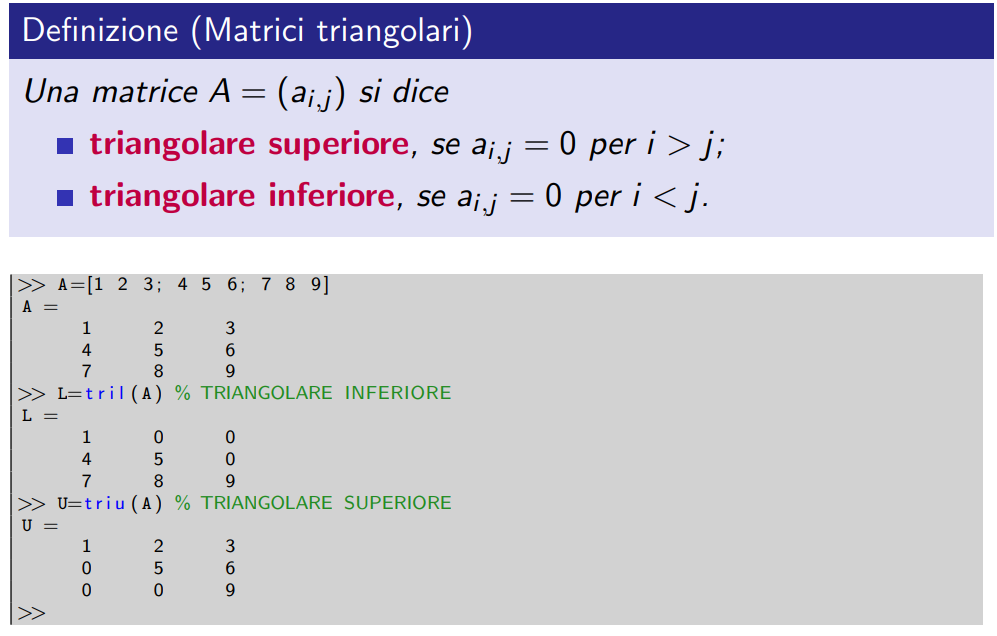 Definizione (Matrici triangolari)
Una matrice A = (a_{i,j}) si dice
triangolare superiore, se a_{i,j} = 0 per i > j;
triangolare inferiore, se a_{i,j} = 0 per i < j.
>> A=[1 2 3; 4 5 6; 7 8 9]
A =
1 2 3
4 5 6
7 8 9
>> L=tril(A) % TRIANGOLARE INFERIORE
L =
1 0 0
4 5 0
7 8 9
>> U=triu(A) % TRIANGOLARE SUPERIORE
U =
1 2 3
0 5 6
0 0 9
>>